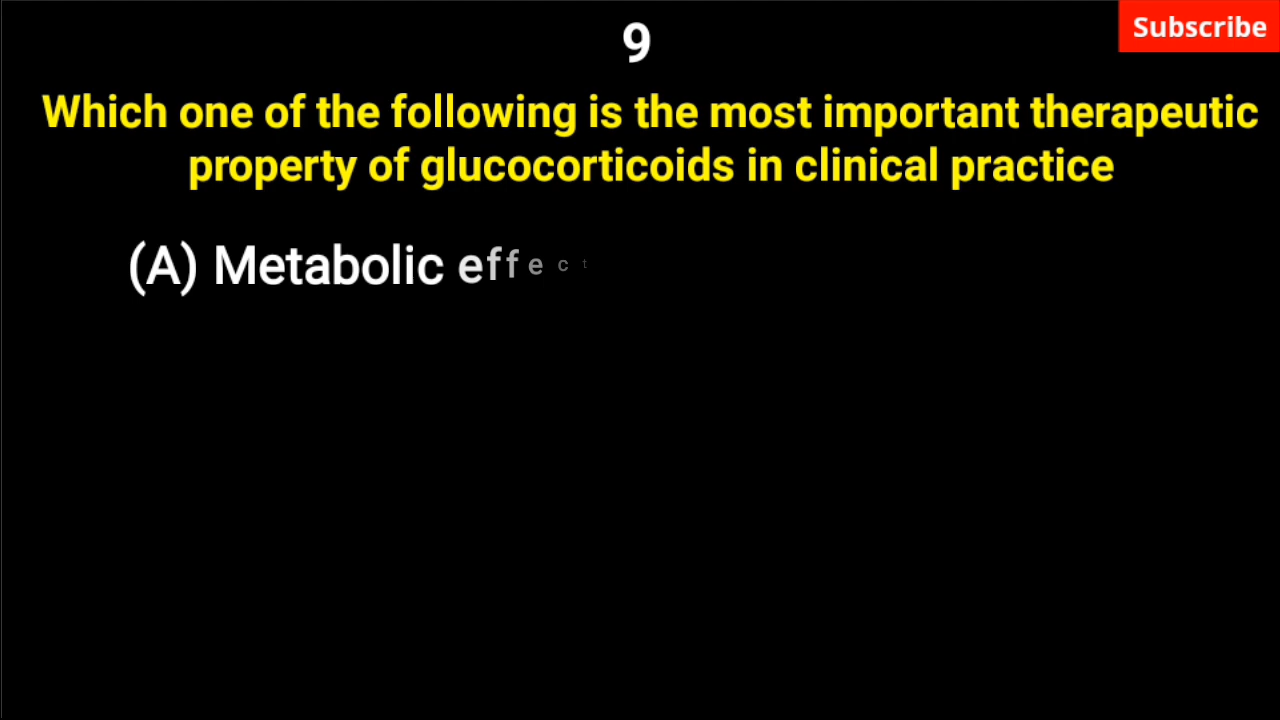 9
Subscribe
Which one of the following is the most important therapeutic
property of glucocorticoids in clinical practice
(A) Metabolic effect